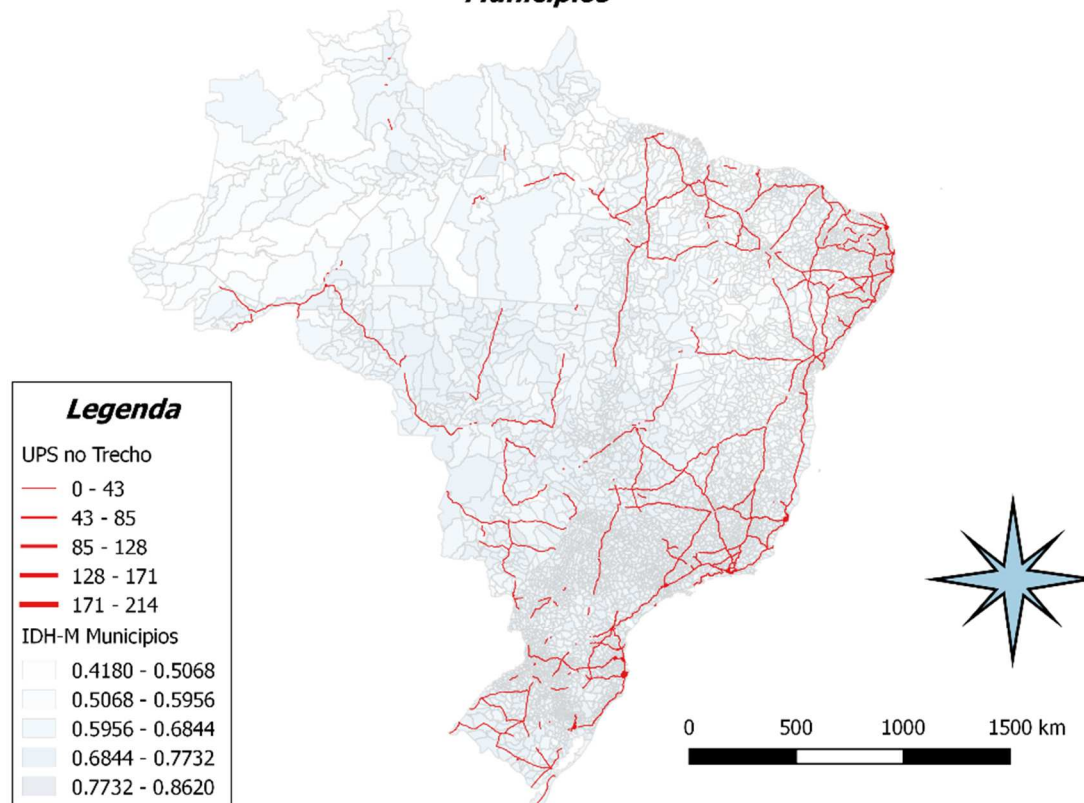 Legenda
UPS no Trecho
0 - 43
43 - 85
85 - 128
128 - 171
171 - 214
IDH-M Municipios
0.4180 - 0.5068
0.5068 - 0.5956
0.5956 - 0.6844
0.6844 - 0.7732
0.7732 - 0.8620
0 500 1000 1500 km